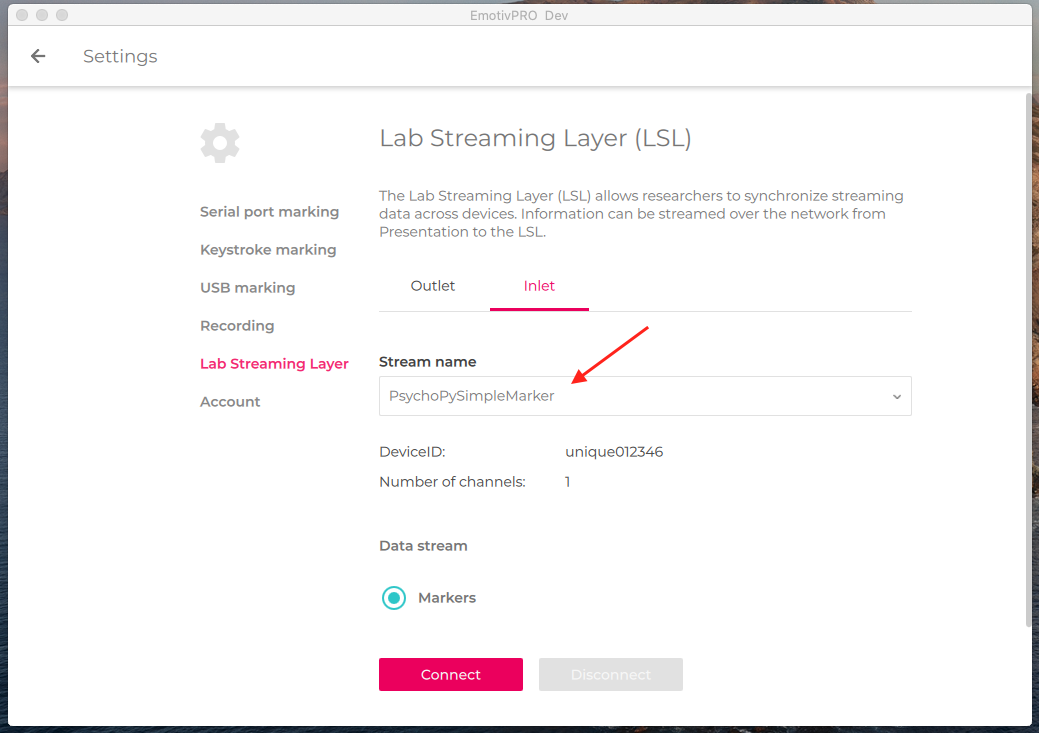 EmotivPRO Dev
Settings
Lab Streaming Layer (LSL)
The Lab Streaming Layer (LSL) allows researchers to synchronize streaming
data across devices. Information can be streamed over the network from
Presentation to the LSL.
Serial port marking
Keystroke marking
USB marking
Recording
Lab Streaming Layer
Account
Outlet Inlet
Stream name
PsychoPySimpleMarker
DeviceID: unique012346
Number of channels: 1
Data stream
Markers
Connect Disconnect